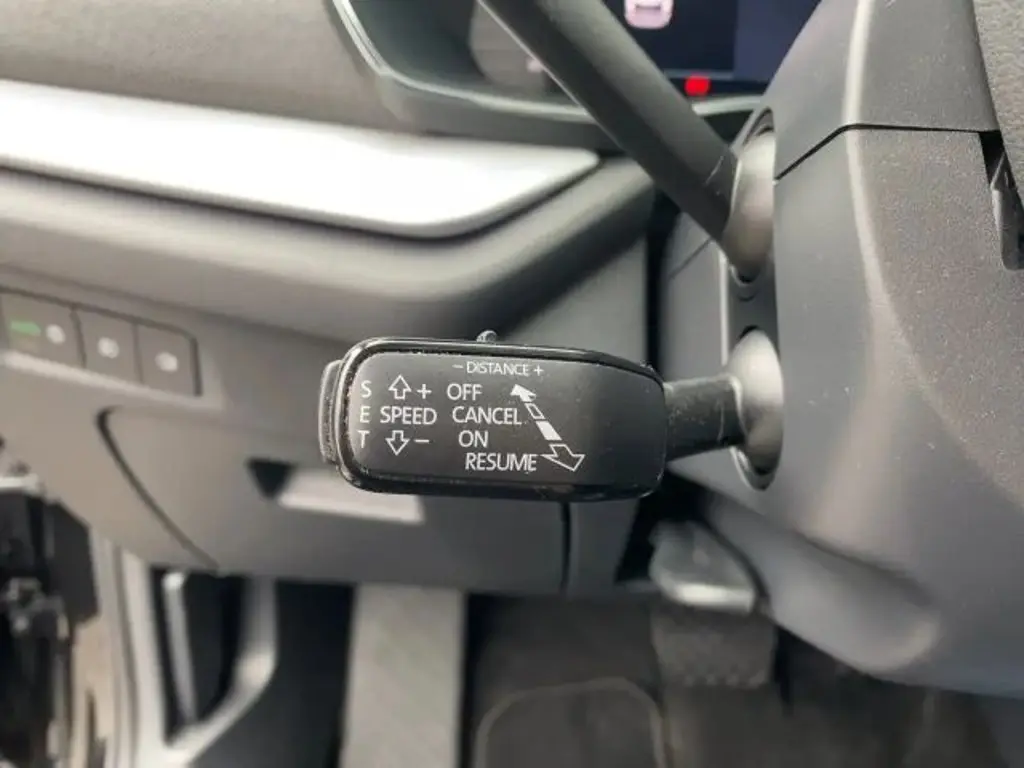 − DISTANCE +
S + OFF
E SPEED CANCEL
T − ON
RESUME